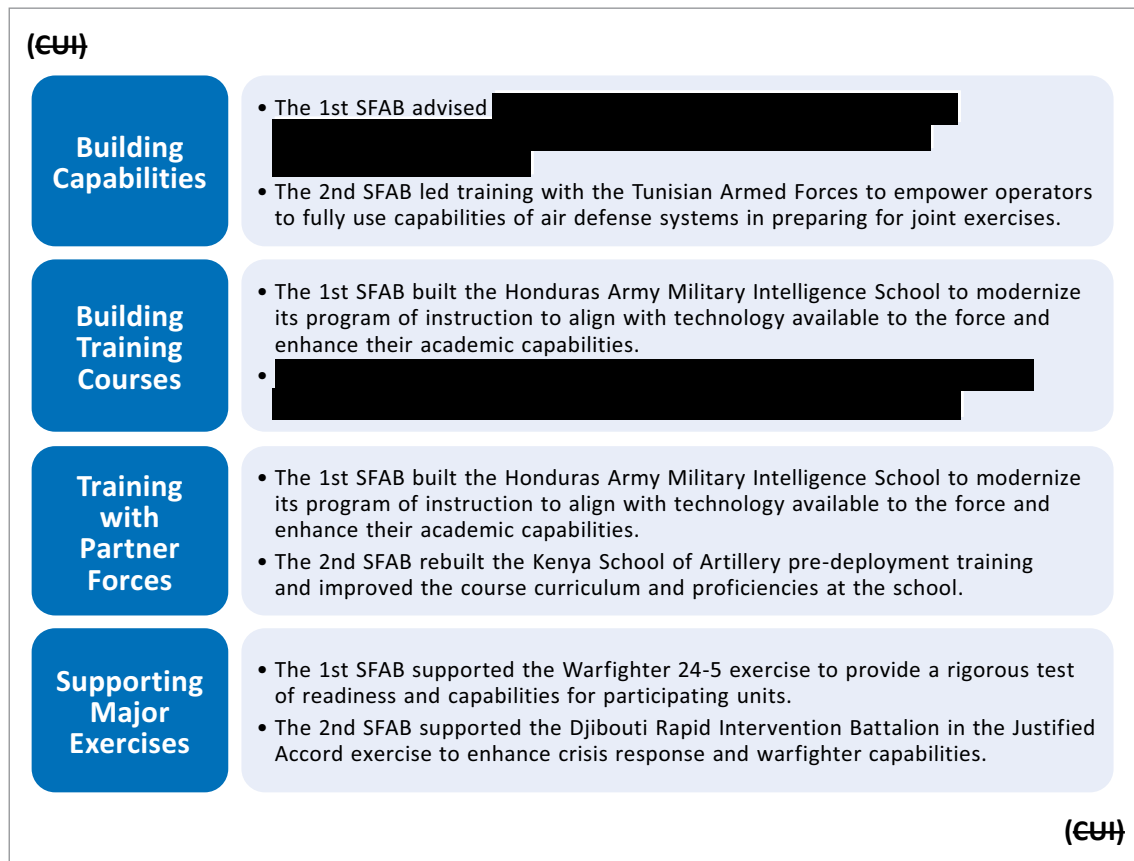 (CUI)
Building
Capabilities
• The 1st SFAB advised
• The 2nd SFAB led training with the Tunisian Armed Forces to empower operators
to fully use capabilities of air defense systems in preparing for joint exercises.
Building
Training
Courses
• The 1st SFAB built the Honduras Army Military Intelligence School to modernize
its program of instruction to align with technology available to the force and
enhance their academic capabilities.
•
Training
with
Partner
Forces
• The 1st SFAB built the Honduras Army Military Intelligence School to modernize
its program of instruction to align with technology available to the force and
enhance their academic capabilities.
• The 2nd SFAB rebuilt the Kenya School of Artillery pre-deployment training
and improved the course curriculum and proficiencies at the school.
Supporting
Major
Exercises
• The 1st SFAB supported the Warfighter 24-5 exercise to provide a rigorous test
of readiness and capabilities for participating units.
• The 2nd SFAB supported the Djibouti Rapid Intervention Battalion in the Justified
Accord exercise to enhance crisis response and warfighter capabilities.
(CUI)